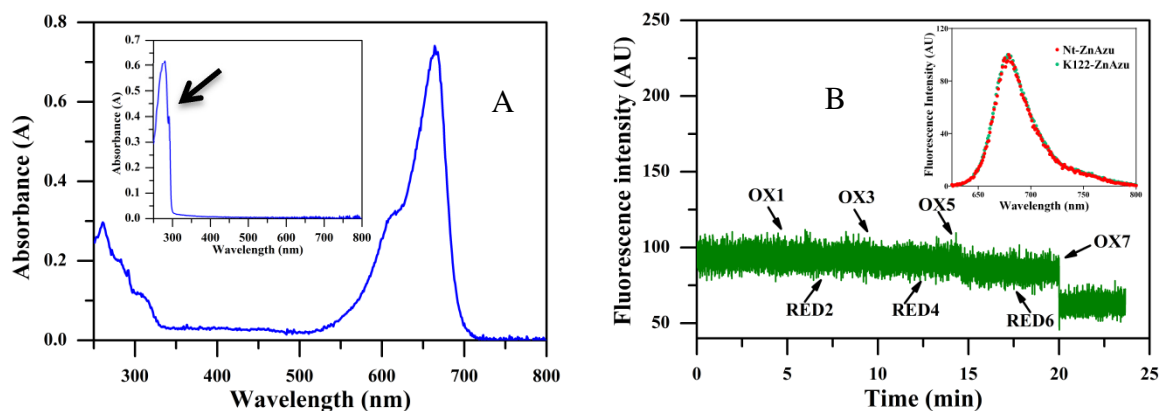 A
0.8
0.6
0.4
0.2
0.0
Absorbance (A)
300 400 500 600 700 800
Wavelength (nm)
0.7
0.6
0.5
0.4
0.3
0.2
0.1
0.0
Absorbance (A)
300 400 500 600 700 800
Wavelength (nm)
B
250
200
150
100
50
Fluorescence intensity (AU)
OX1 OX3 OX5 OX7
RED2 RED4 RED6
0 5 10 15 20 25
Time (min)
120
80
40
0
Fluorescence Intensity (AU)
Nt-ZnAzu
K122-ZnAzu
650 700 750 800
Wavelength (nm)